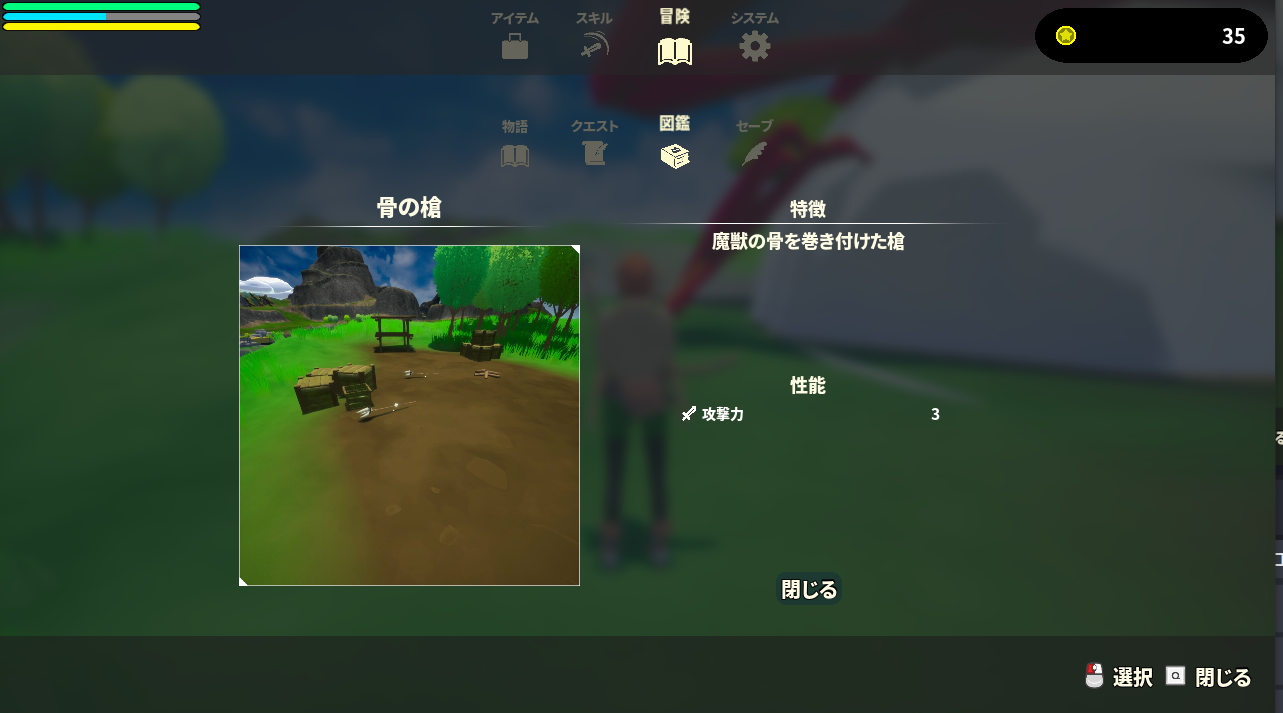 アイテム
スキル
冒険
システム
35
物語
クエスト
図鑑
セーブ
骨の槍
特徴
魔獣の骨を巻き付けた槍
性能
攻撃力
3
閉じる
選択
Q
閉じる